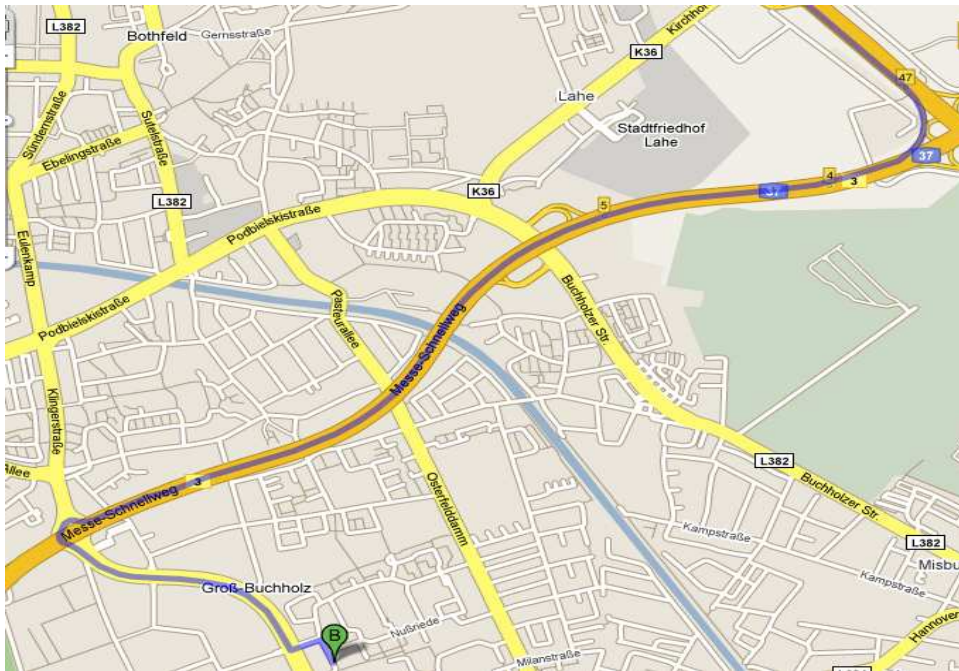 L382
Bothfeld
Gernsstraße
K36
Kirchho
47
Lahe
Stadtfriedhof
Lahe
Sündernstraße
Sutelstraße
Ebelingstraße
37
4
3
37
K36
L382
5
Podbielskistraße
Eulenkamp
Pasteurallee
Buchholzer Str.
Podbielskistraße
Messe-Schnellweg
Klingerstraße
Allee
L382
Messe-Schnellweg
3
Osterfelddamm
Buchholzer Str.
Kampstraße
L382
Misbu
Kampstraße
Groß-Buchholz
Nußriede
B
Hannover
Milanstraße